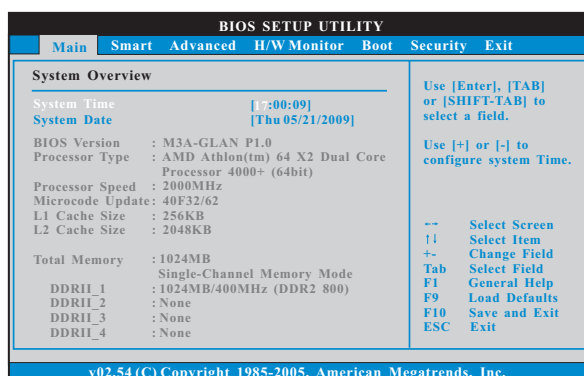 BIOS SETUP UTILITY
Main Smart Advanced H/W Monitor Boot Security Exit
System Overview
System Time [17:00:09]
System Date [Thu 05/21/2009]
BIOS Version : M3A-GLAN P1.0
Processor Type : AMD Athlon(tm) 64 X2 Dual Core
Processor 4000+ (64bit)
Processor Speed : 2000MHz
Microcode Update : 40F32/62
L1 Cache Size : 256KB
L2 Cache Size : 2048KB
Total Memory : 1024MB
Single-Channel Memory Mode
DDRII_1 : 1024MB/400MHz (DDR2 800)
DDRII_2 : None
DDRII_3 : None
DDRII_4 : None
Use [Enter], [TAB]
or [SHIFT-TAB] to
select a field.
Use [+] or [-] to
configure system Time.
←→ Select Screen
↑↓ Select Item
+- Change Field
Tab Select Field
F1 General Help
F9 Load Defaults
F10 Save and Exit
ESC Exit
v02.54 (C) Copyright 1985-2005, American Megatrends, Inc.